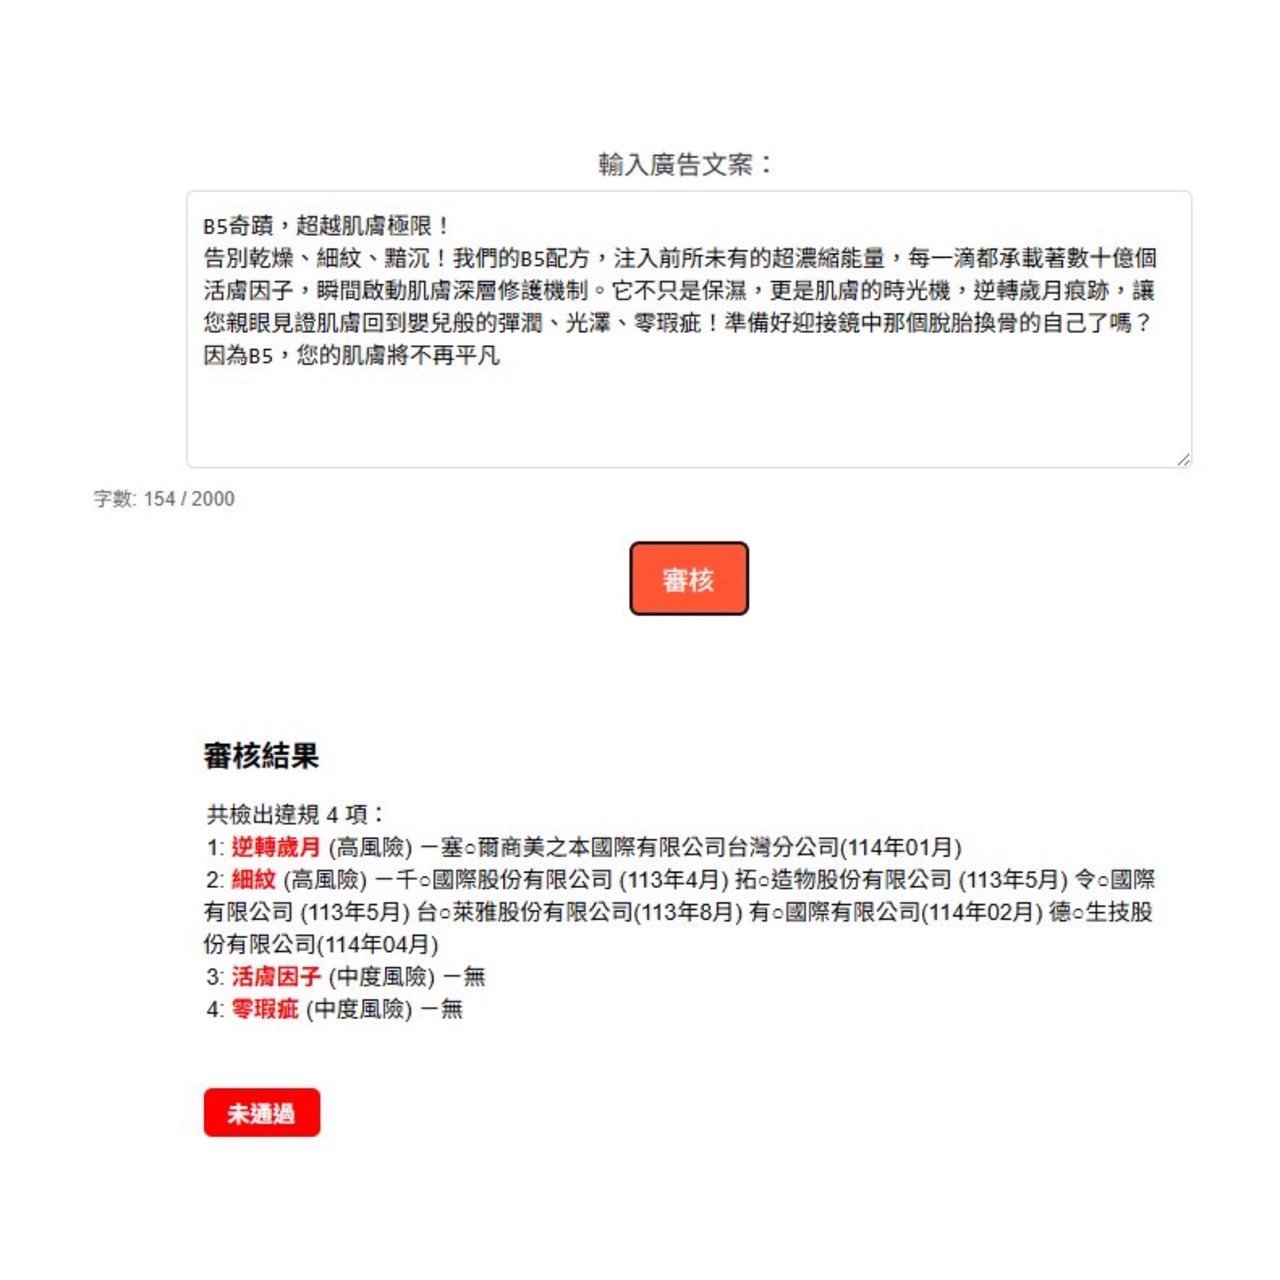 輸入廣告文案：
B5奇蹟，超越肌膚極限！
告別乾燥、細紋、黯沉！我們的B5配方，注入前所未有的超濃縮能量，每一滴都承載著數十億個
活膚因子，瞬間啟動肌膚深層修護機制。它不只是保濕，更是肌膚的時光機，逆轉歲月痕跡，讓
您親眼見證肌膚回到嬰兒般的彈潤、光澤、零瑕疵！準備好迎接鏡中那個脫胎換骨的自己了嗎？
因為B5，您的肌膚將不再平凡
字數: 154 / 2000
審核
審核結果
共檢出違規 4 項：
1: 逆轉歲月 (高風險) －塞○爾商美之本國際有限公司台灣分公司(114年01月)
2: 細紋 (高風險) －千○國際股份有限公司 (113年4月) 拓○造物股份有限公司 (113年5月) 令○國際
有限公司 (113年5月) 台○萊雅股份有限公司(113年8月) 有○國際有限公司(114年02月) 德○生技股
份有限公司(114年04月)
3: 活膚因子 (中度風險) －無
4: 零瑕疵 (中度風險) －無
未通過